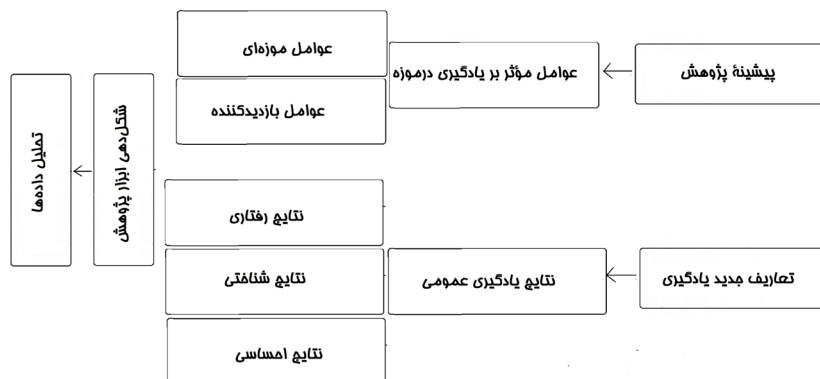 پیشینهٔ پژوهش
عوامل مؤثر بر یادگیری درموزه
عوامل موزه‌ای
عوامل بازدیدکننده
تعاریف جدید یادگیری
نتایج یادگیری عمومی
نتایج رفتاری
نتایج شناختی
نتایج احساسی
شکل‌دهی ابزار پژوهش
تحلیل داده‌ها